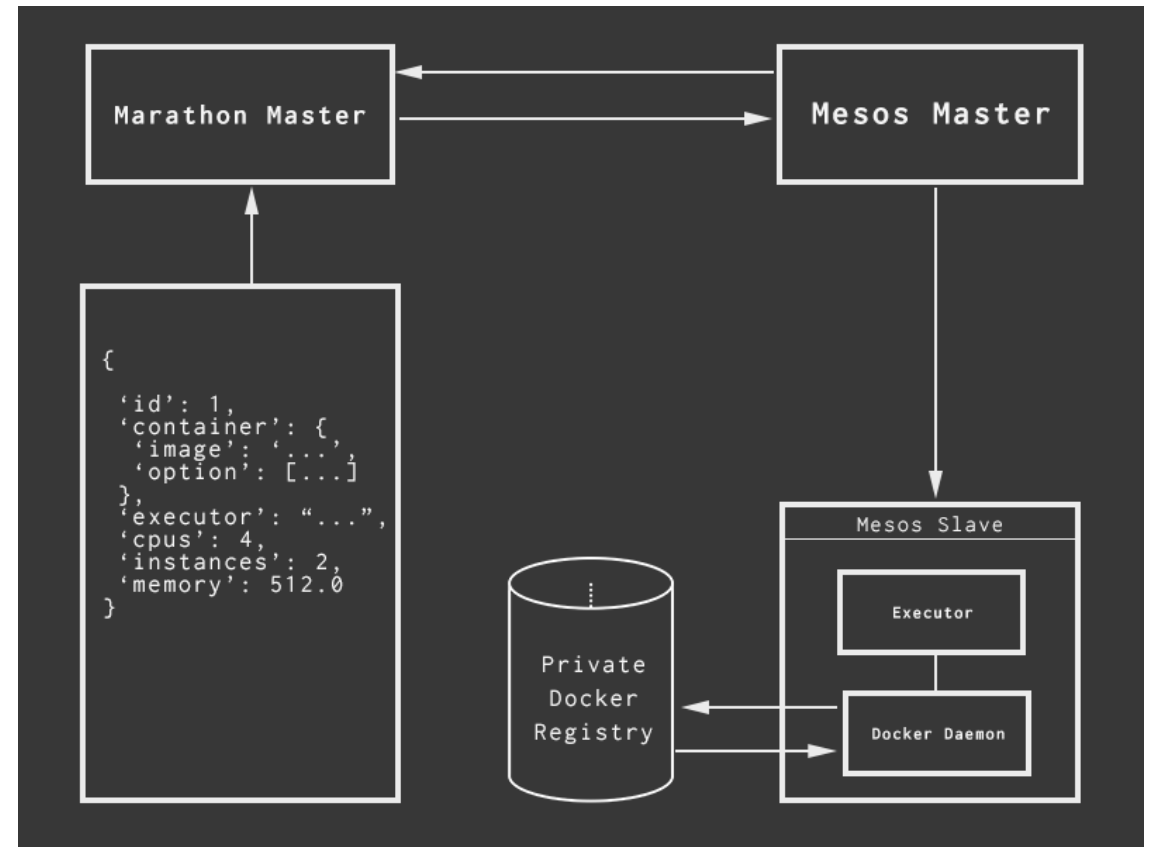 Marathon Master
Mesos Master
{
‘id’: 1,
‘container’: {
‘image’: ‘...’,
‘option’: [...]
},
‘executor’: “...”,
‘cpus’: 4,
‘instances’: 2,
‘memory’: 512.0
}
Mesos Slave
Executor
Private
Docker
Registry
Docker Daemon